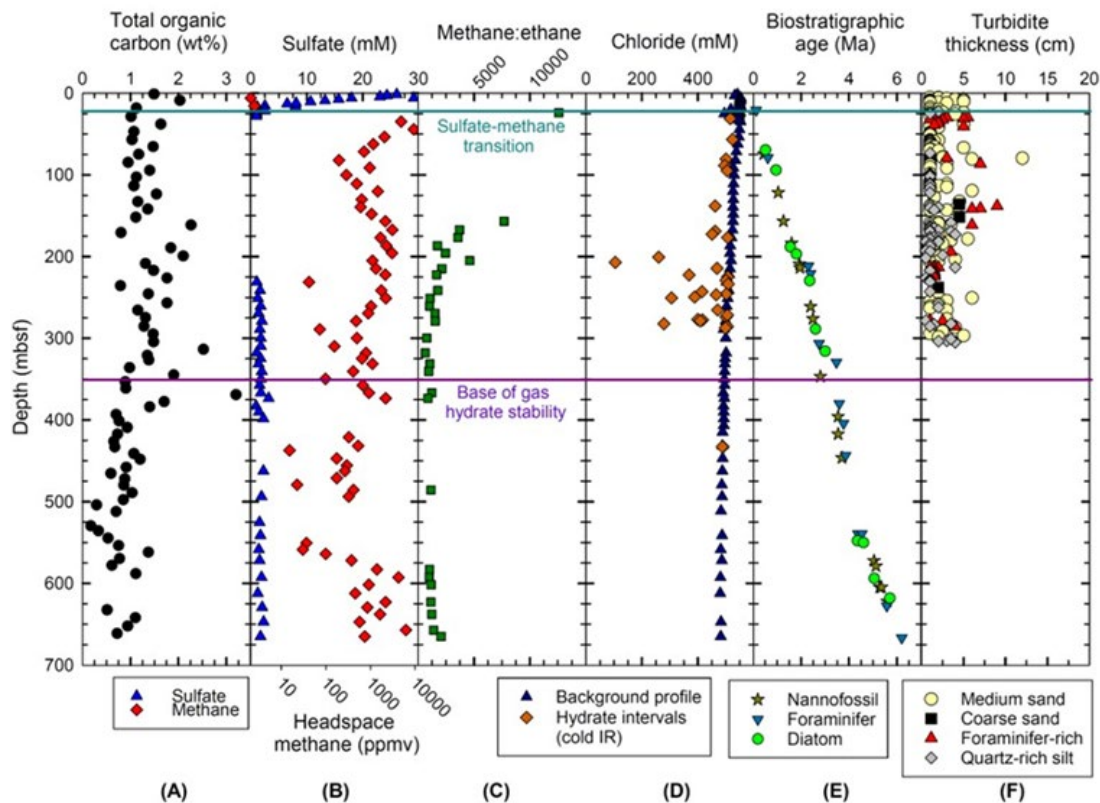 Total organic
carbon (wt%)
Sulfate (mM)
Methane:ethane
Chloride (mM)
Biostratigraphic
age (Ma)
Turbidite
thickness (cm)
0 1 2 3
0 10 20 30
0 5000 10000
0 200 400 600
0 2 4 6
0 5 10 15 20
Depth (mbsf)
0
100
200
300
400
500
600
700
Sulfate-methane
transition
Base of gas
hydrate stability
10 100 1000 10000
Headspace
methane (ppmv)
Sulfate
Methane
Background profile
Hydrate intervals
(cold IR)
Nannofossil
Foraminifer
Diatom
Medium sand
Coarse sand
Foraminifer-rich
Quartz-rich silt
(A) (B) (C) (D) (E) (F)